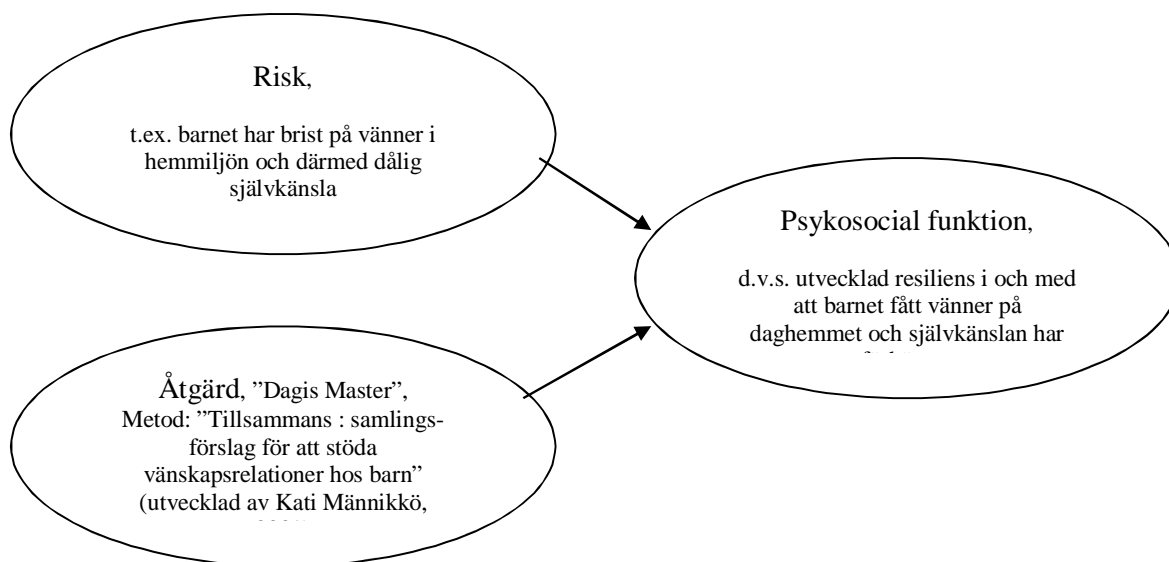 Risk,
t.ex. barnet har brist på vänner i
hemmiljön och därmed dålig
självkänsla
Psykosocial funktion,
d.v.s. utvecklad resiliens i och med
att barnet fått vänner på
daghemmet och självkänslan har
Åtgärd, ”Dagis Master”,
Metod: ”Tillsammans : samlings-
förslag för att stöda
vänskapsrelationer hos barn”
(utvecklad av Kati Männikkö,